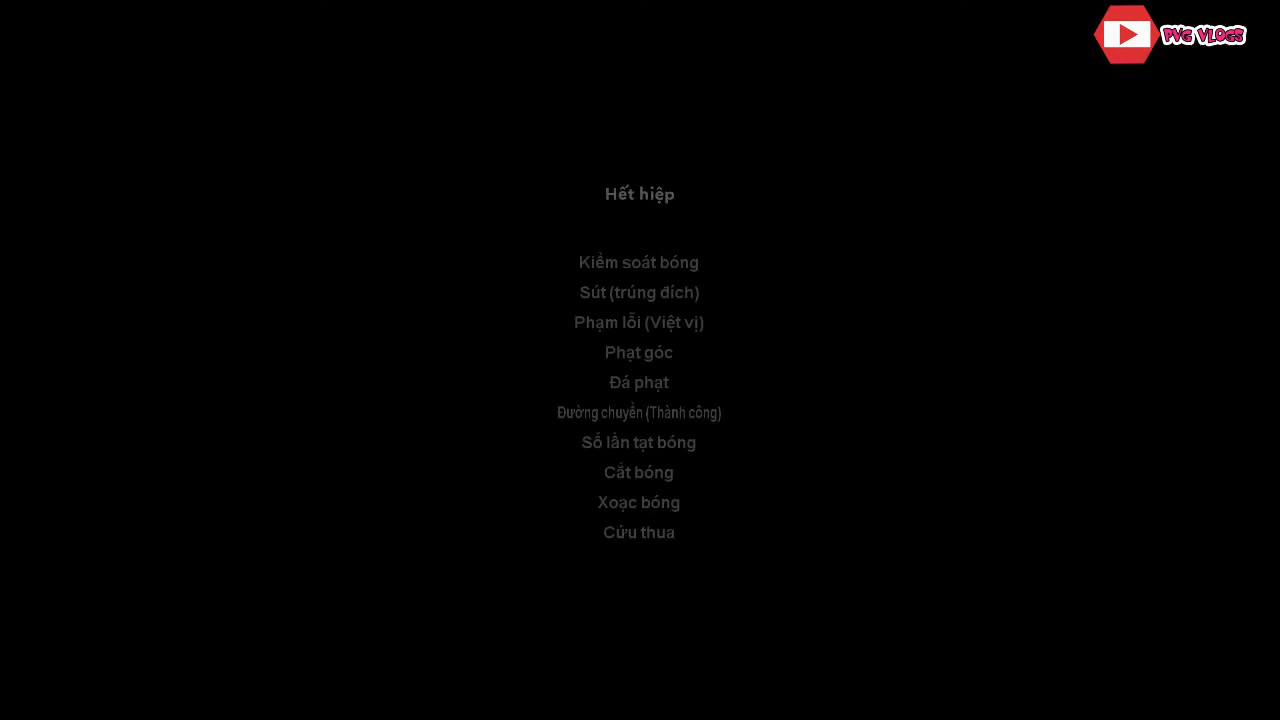 PVG VLOGS
Hết hiệp
Kiểm soát bóng
Sút (trúng đích)
Phạm lỗi (Việt vị)
Phạt góc
Đá phạt
Đường chuyền (Thành công)
Số lần tạt bóng
Cắt bóng
Xoạc bóng
Cứu thua